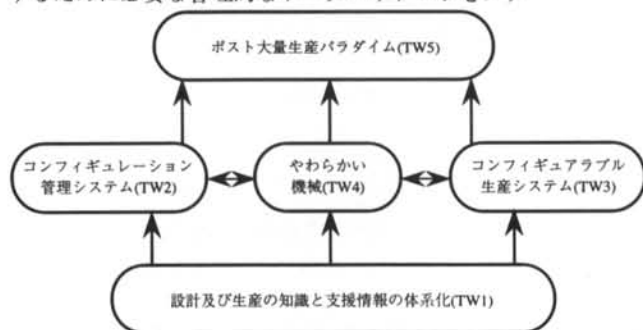 ポスト大量生産パラダイム(TW5)
コンフィギュレーション
管理システム(TW2)
やわらかい
機械(TW4)
コンフィギュアラブル
生産システム(TW3)
設計及び生産の知識と支援情報の体系化(TW1)